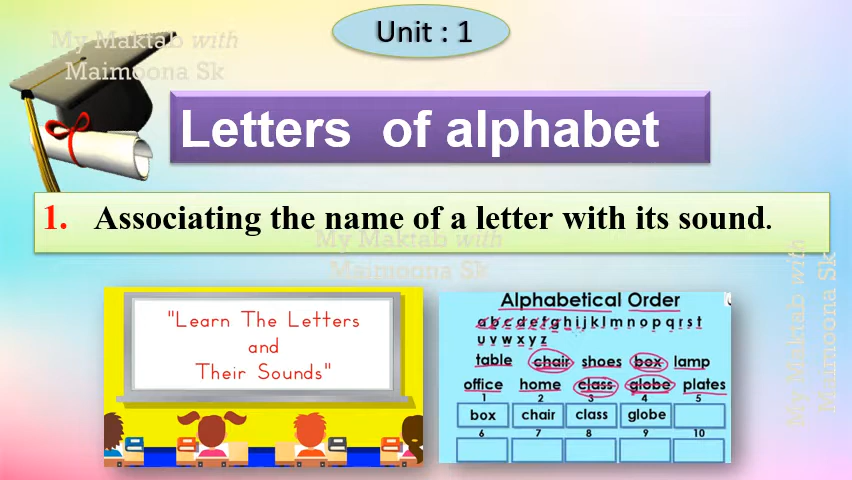 Unit : 1
My Maktab with
Maimoona Sk
Letters of alphabet
1. Associating the name of a letter with its sound.
My Maktab with
Maimoona Sk
My Maktab with
Maimoona Sk
"Learn The Letters
and
Their Sounds"
Alphabetical Order
a b c d e f g h i j k l m n o p q r s t
u v w x y z
table chair shoes box lamp
office home class globe plates
1 2 3 4 5
box chair class globe
6 7 8 9 10